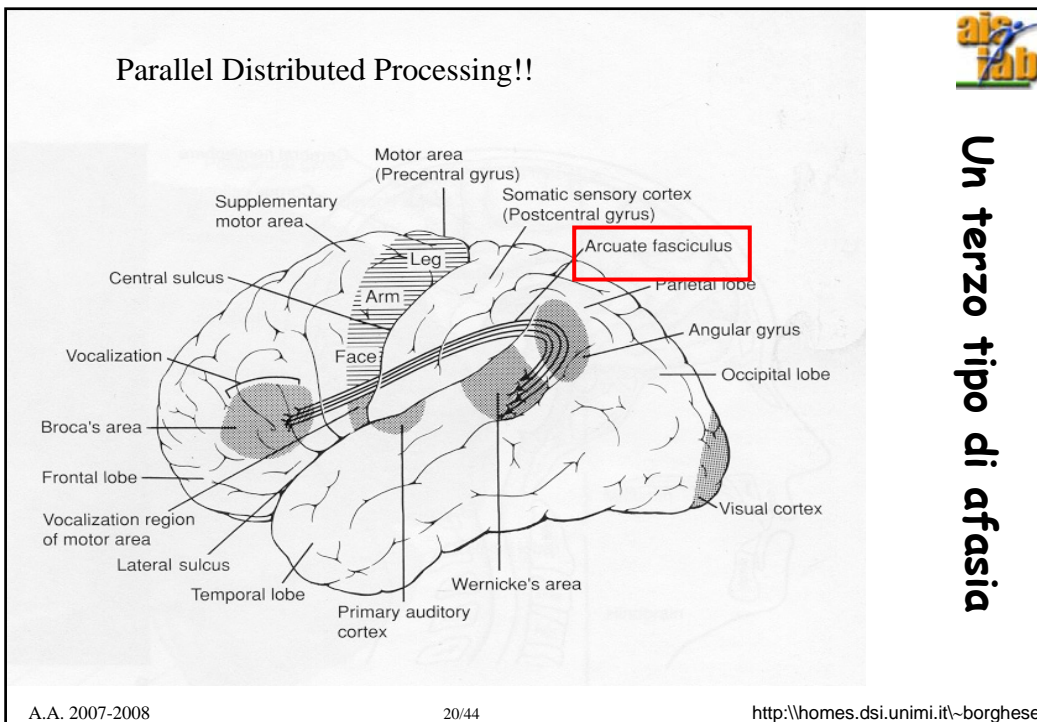 Parallel Distributed Processing!!
ais
lab
Un terzo tipo di afasia
Motor area
(Precentral gyrus)
Supplementary
motor area
Somatic sensory cortex
(Postcentral gyrus)
Arcuate fasciculus
Leg
Central sulcus
Parietal lobe
Arm
Angular gyrus
Vocalization
Face
Occipital lobe
Broca's area
Frontal lobe
Visual cortex
Vocalization region
of motor area
Lateral sulcus
Temporal lobe
Wernicke's area
Primary auditory
cortex
A.A. 2007-2008
20/44
http:\\homes.dsi.unimi.it\~borghese